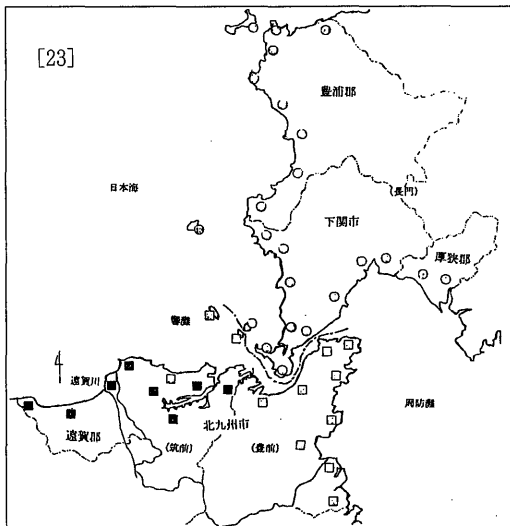 [23]
豊浦郡
日本海
(長門)
下関市
厚狭郡
響灘
遠賀川
北九州市
周防灘
遠賀郡
(筑前)
(豊前)